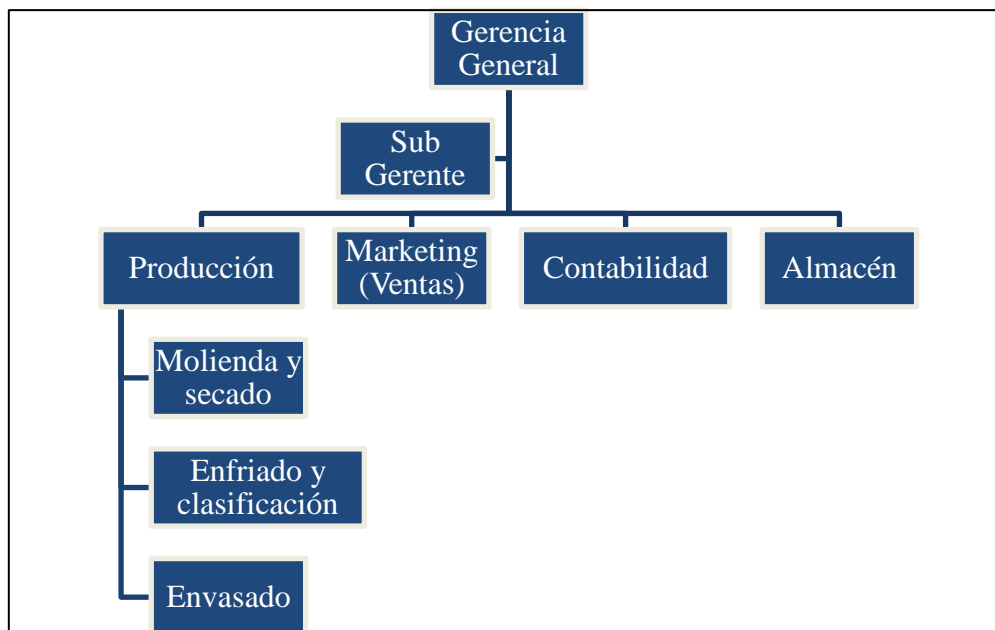 Gerencia
General
Sub
Gerente
Producción
Marketing
(Ventas)
Contabilidad
Almacén
Molienda y
secado
Enfriado y
clasificación
Envasado